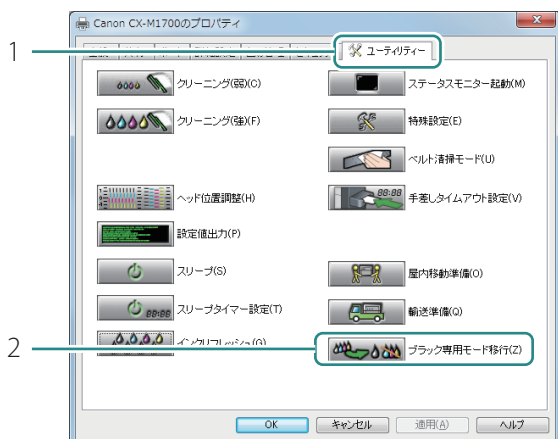 Canon CX-M1700のプロパティ
1
ユーティリティー
クリーニング(弱)(C)
ステータスモニター起動(M)
クリーニング(強)(F)
特殊設定(E)
ベルト清掃モード(U)
ヘッド位置調整(H)
88:88
手差しタイムアウト設定(V)
設定値出力(P)
スリープ(S)
屋内移動準備(O)
88:88
スリープタイマー設定(T)
輸送準備(Q)
2
インクリフレッシュ(G)
ブラック専用モード移行(Z)
OK
キャンセル
適用(A)
ヘルプ